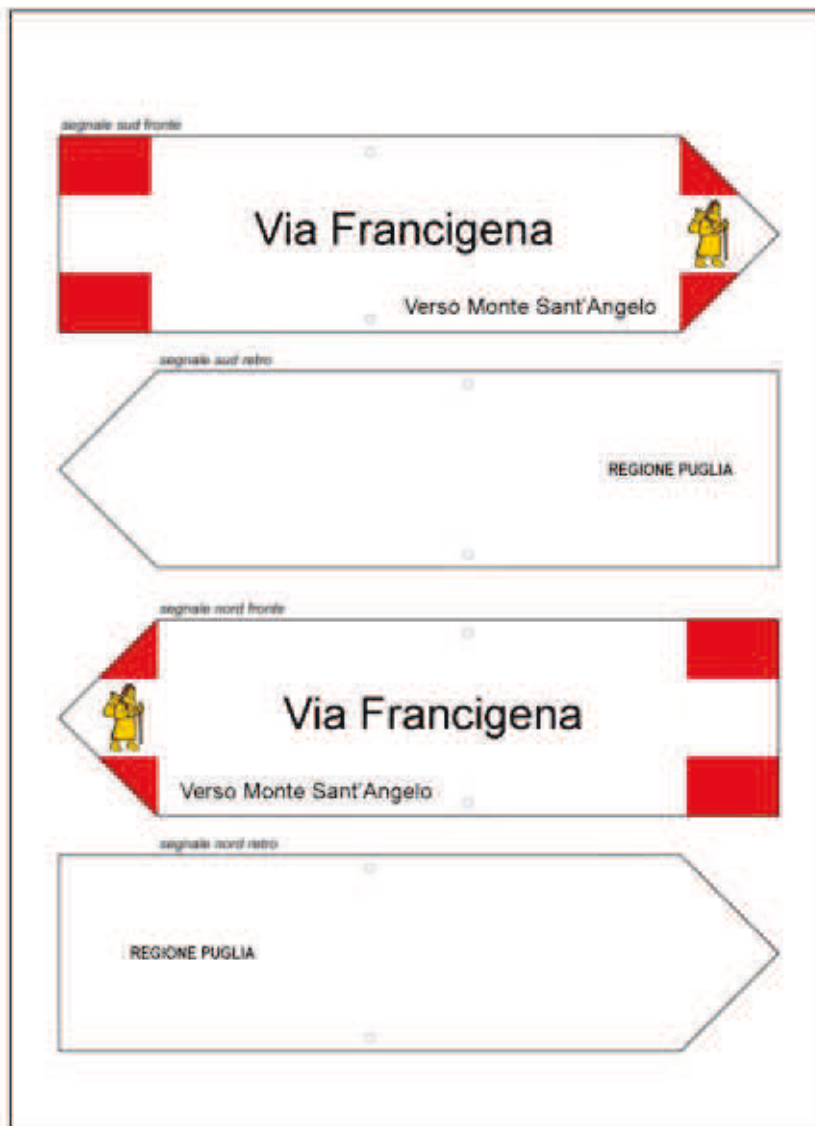 segnale sud fronte
Via Francigena
Verso Monte Sant'Angelo
segnale sud retro
REGIONE PUGLIA
segnale nord fronte
Via Francigena
Verso Monte Sant'Angelo
segnale nord retro
REGIONE PUGLIA